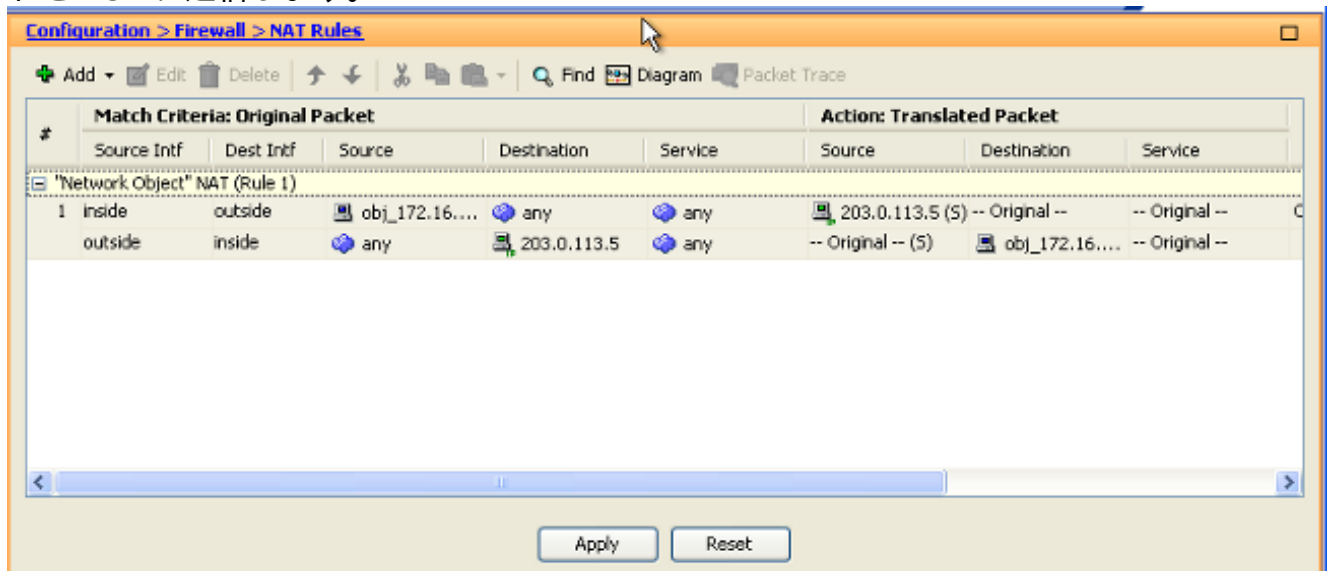 Configuration > Firewall > NAT Rules
Add Edit Delete Find Diagram Packet Trace
# Match Criteria: Original Packet Action: Translated Packet
Source Intf Dest Intf Source Destination Service Source Destination Service
"Network Object" NAT (Rule 1)
1 inside outside obj_172.16.... any any 203.0.113.5 (S) -- Original -- -- Original --
outside inside any 203.0.113.5 any -- Original -- (S) obj_172.16.... -- Original --
Apply Reset